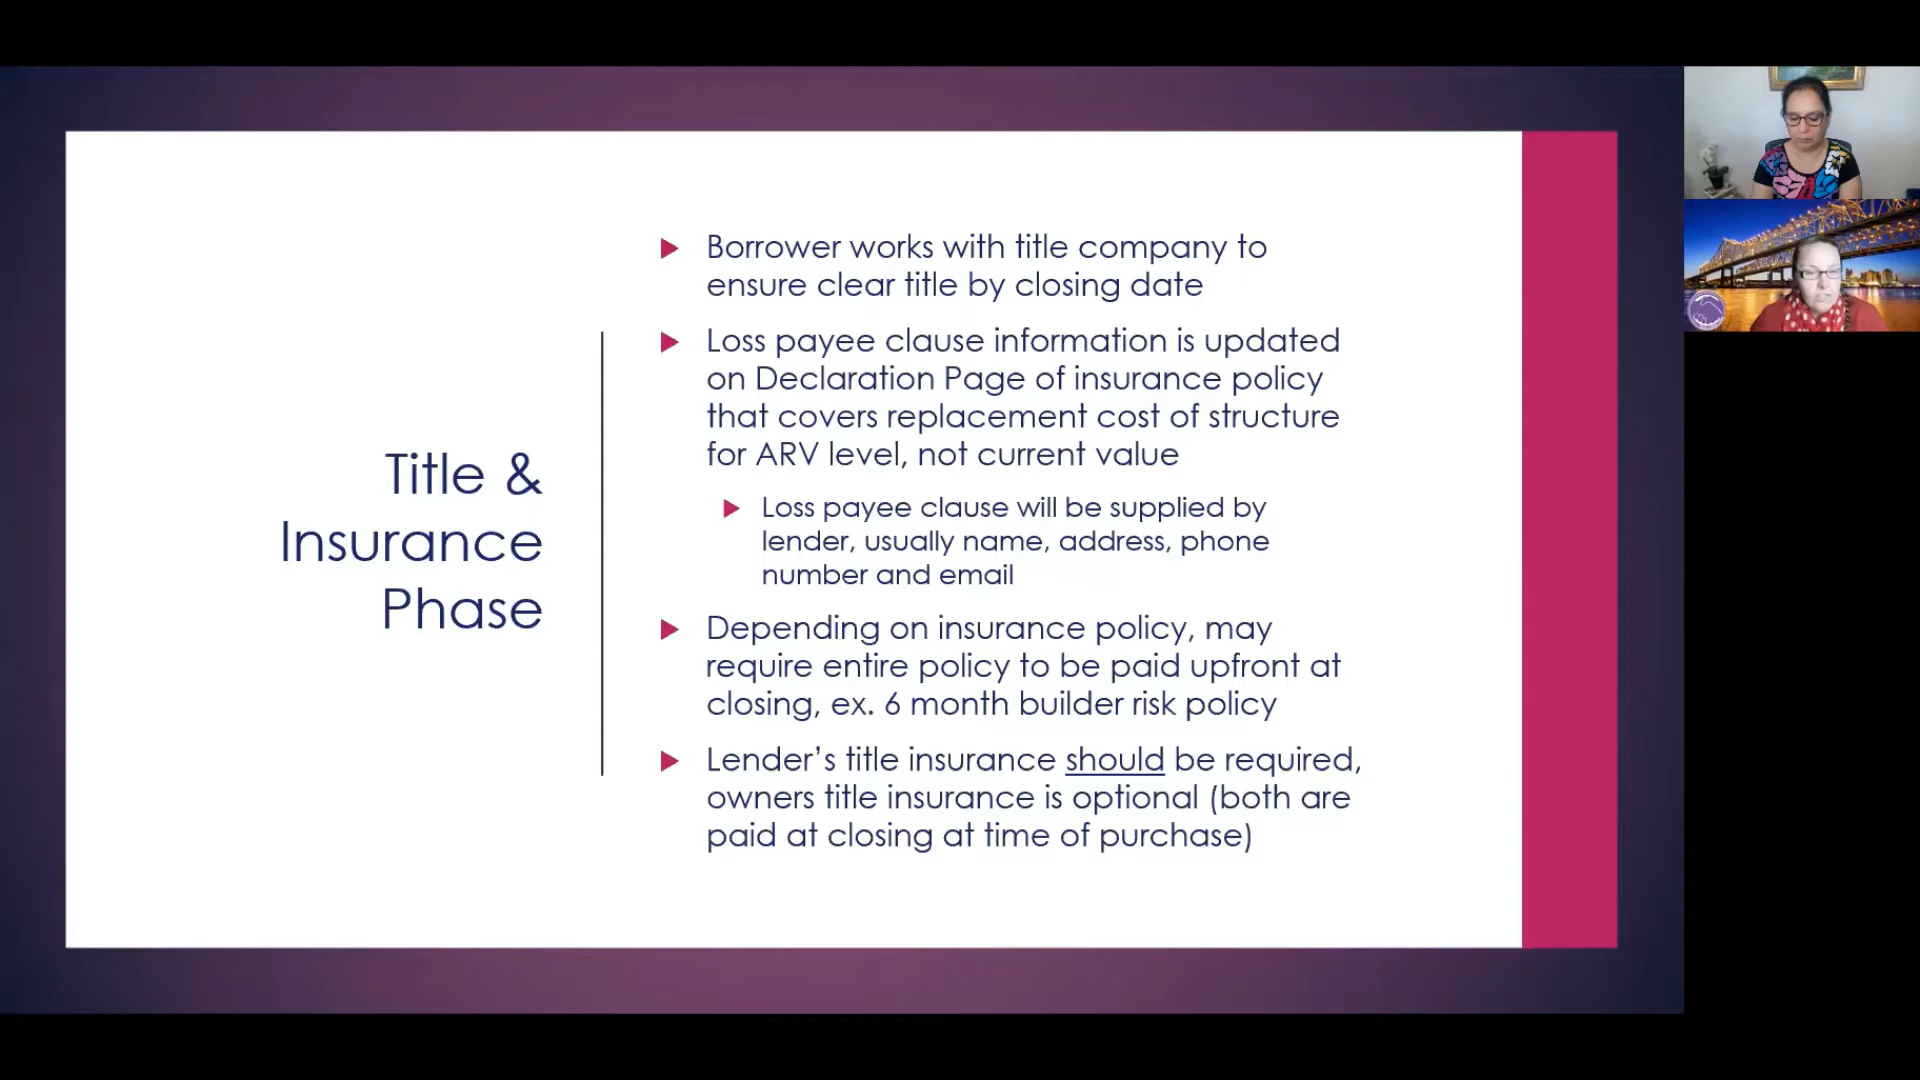 Title &
Insurance
Phase
Borrower works with title company to
ensure clear title by closing date
Loss payee clause information is updated
on Declaration Page of insurance policy
that covers replacement cost of structure
for ARV level, not current value
Loss payee clause will be supplied by
lender, usually name, address, phone
number and email
Depending on insurance policy, may
require entire policy to be paid upfront at
closing, ex. 6 month builder risk policy
Lender’s title insurance should be required,
owners title insurance is optional (both are
paid at closing at time of purchase)